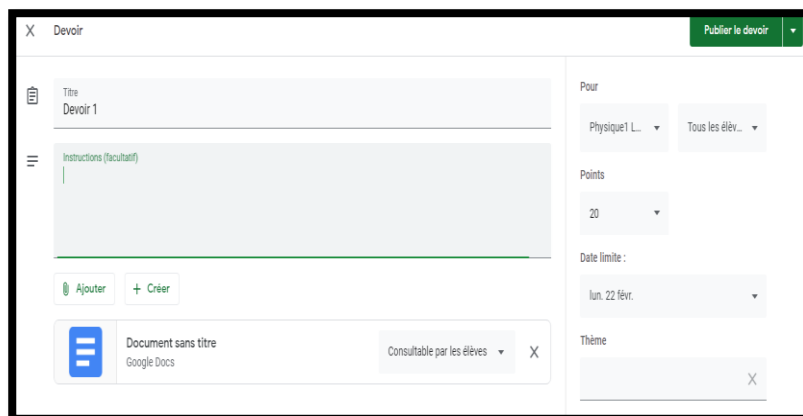 X Devoir
Publier le devoir
Titre
Devoir 1
Instructions (facultatif)
Ajouter
+ Créer
Document sans titre
Google Docs
Consultable par les élèves
X
Pour
Physique1 L...
Tous les élèv...
Points
20
Date limite :
lun. 22 févr.
Thème
X